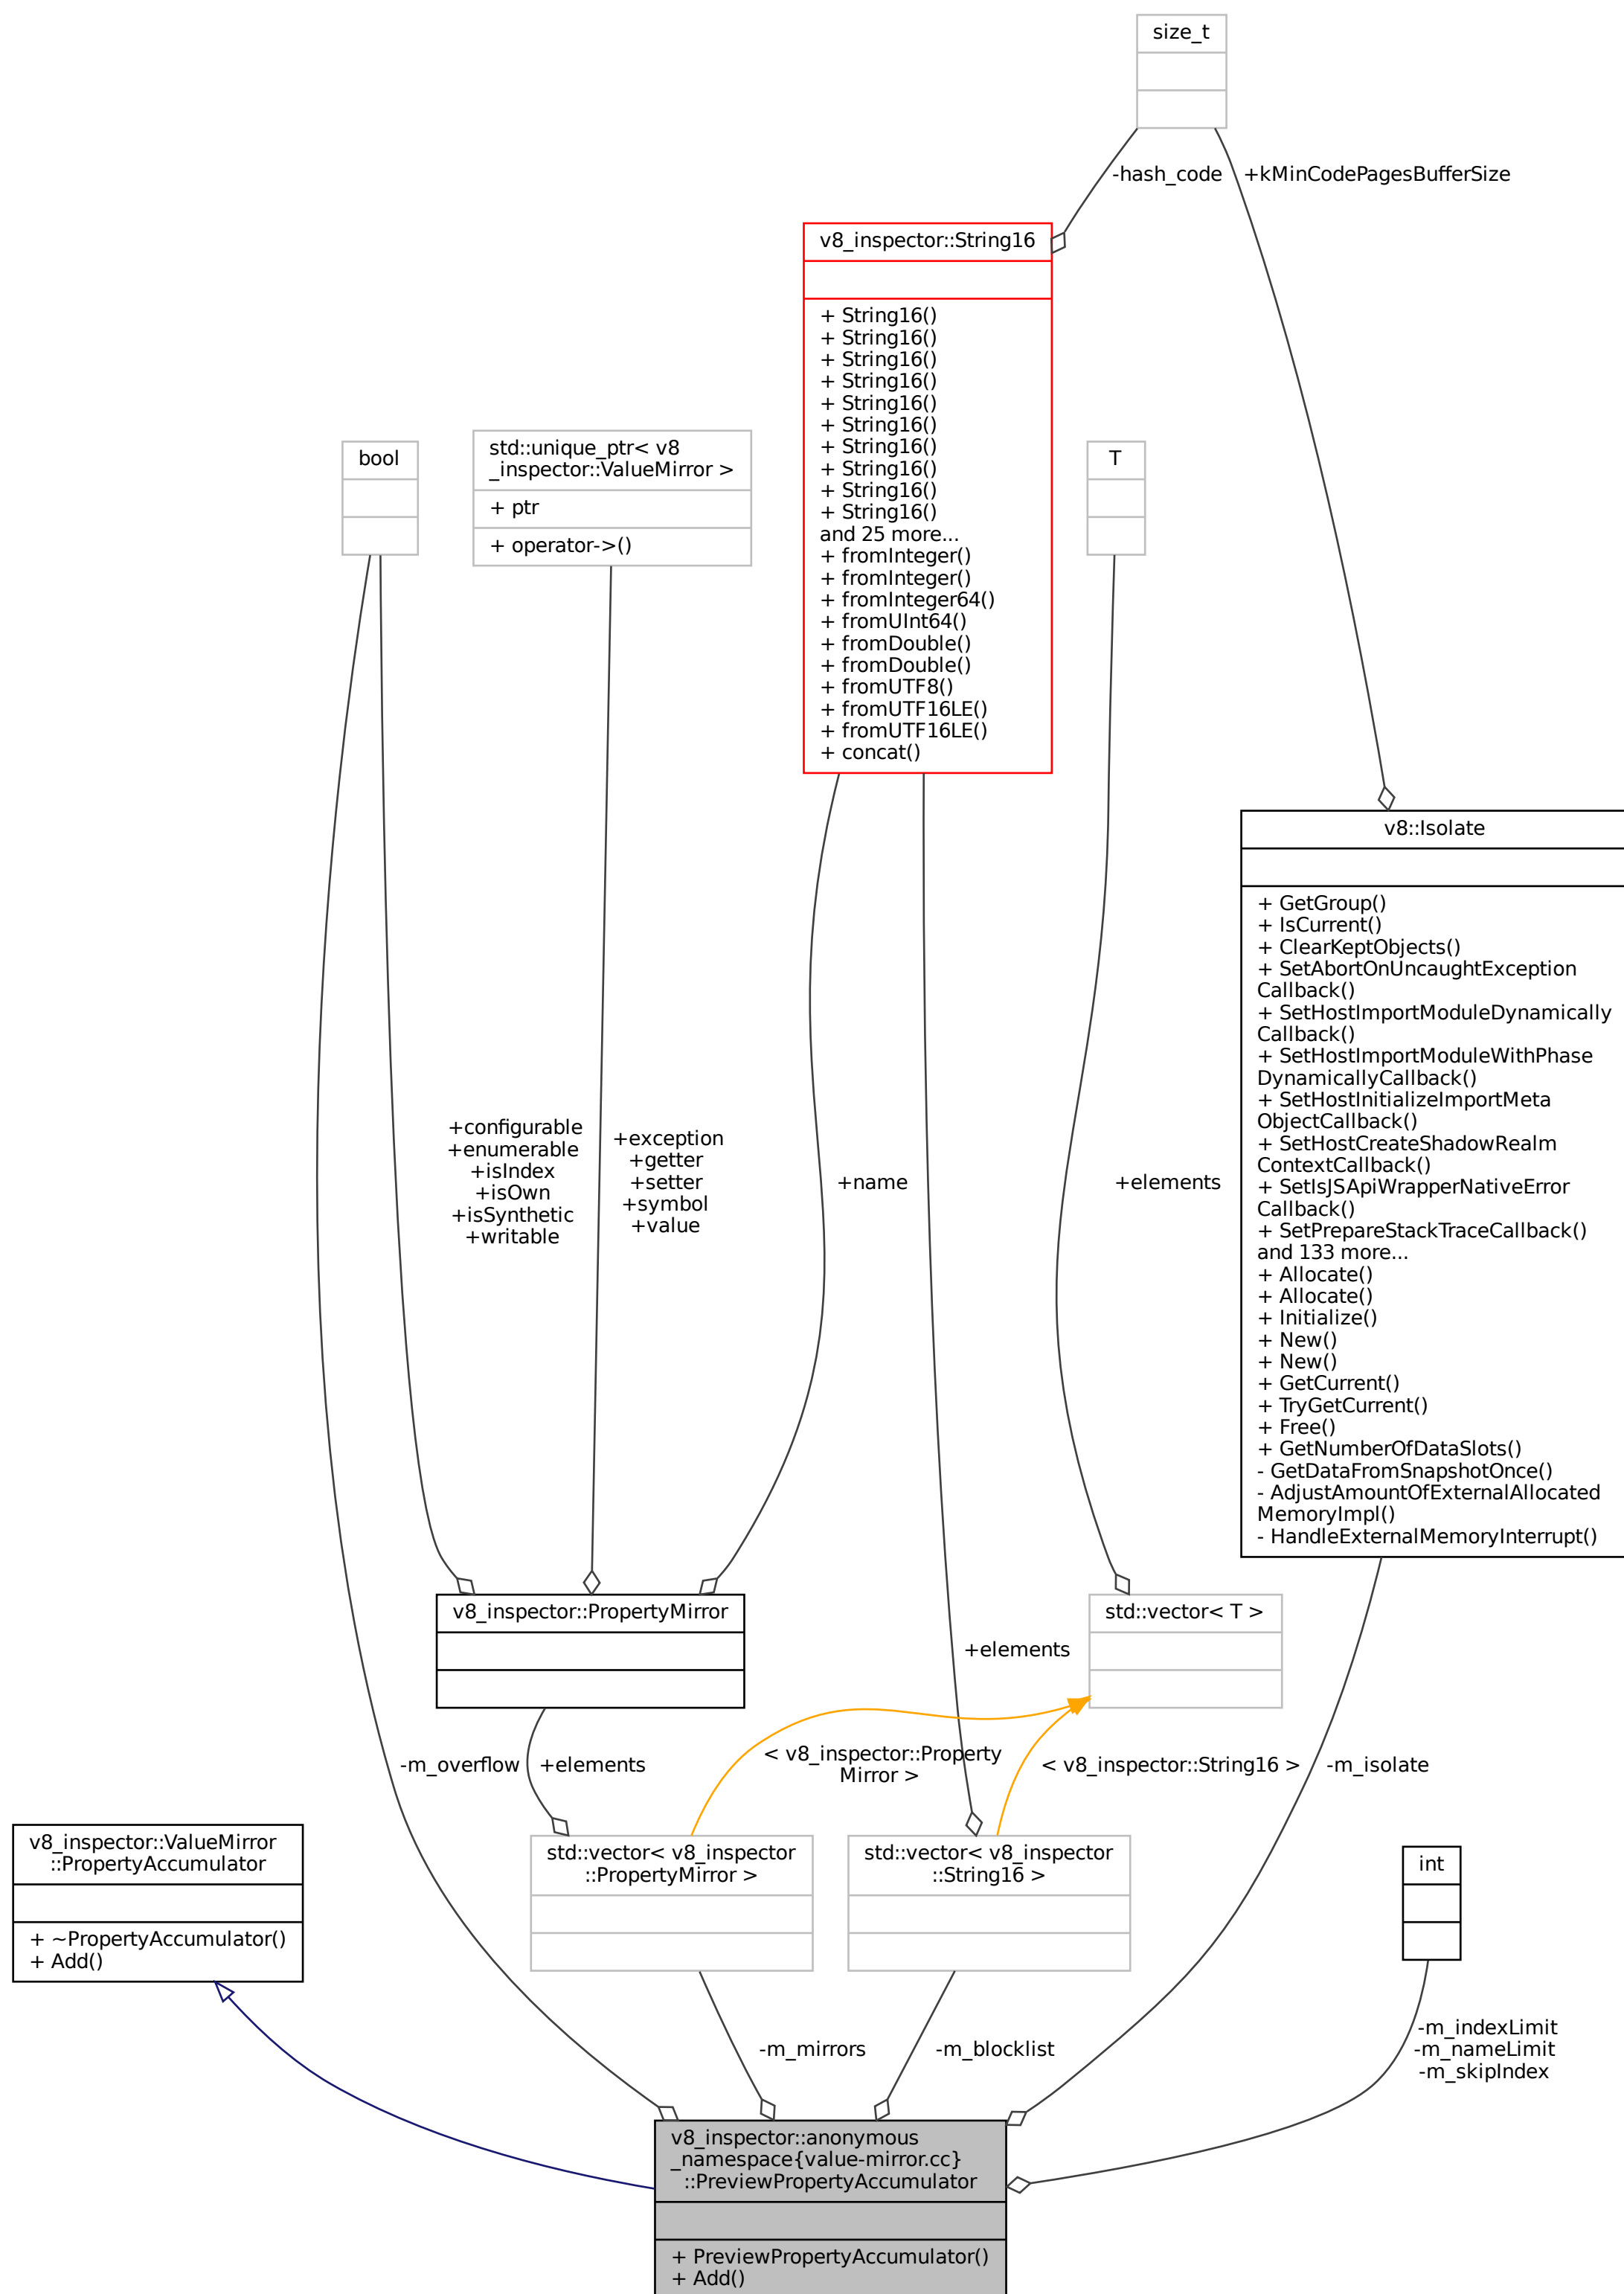 size_t
-hash_code
+kMinCodePagesBufferSize
v8_inspector::String16
+ String16()
+ String16()
+ String16()
+ String16()
+ String16()
+ String16()
+ String16()
+ String16()
+ String16()
+ String16()
and 25 more...
+ fromInteger()
+ fromInteger()
+ fromInteger64()
+ fromUInt64()
+ fromDouble()
+ fromDouble()
+ fromUTF8()
+ fromUTF16LE()
+ fromUTF16LE()
+ concat()
bool
std::unique_ptr< v8
_inspector::ValueMirror >
+ ptr
+ operator->()
T
v8::Isolate
+ GetGroup()
+ IsCurrent()
+ ClearKeptObjects()
+ SetAbortOnUncaughtException
Callback()
+ SetHostImportModuleDynamically
Callback()
+ SetHostImportModuleWithPhase
DynamicallyCallback()
+ SetHostInitializeImportMeta
ObjectCallback()
+ SetHostCreateShadowRealm
ContextCallback()
+ SetIsJSApiWrapperNativeError
Callback()
+ SetPrepareStackTraceCallback()
and 133 more...
+ Allocate()
+ Allocate()
+ Initialize()
+ New()
+ New()
+ GetCurrent()
+ TryGetCurrent()
+ Free()
+ GetNumberOfDataSlots()
- GetDataFromSnapshotOnce()
- AdjustAmountOfExternalAllocated
MemoryImpl()
- HandleExternalMemoryInterrupt()
+configurable
+enumerable
+isIndex
+isOwn
+isSynthetic
+writable
+exception
+getter
+setter
+symbol
+value
+name
+elements
v8_inspector::PropertyMirror
std::vector< T >
+elements
-m_overflow
+elements
< v8_inspector::Property
Mirror >
< v8_inspector::String16 >
-m_isolate
v8_inspector::ValueMirror
::PropertyAccumulator
+ ~PropertyAccumulator()
+ Add()
std::vector< v8_inspector
::PropertyMirror >
std::vector< v8_inspector
::String16 >
int
-m_mirrors
-m_blocklist
-m_indexLimit
-m_nameLimit
-m_skipIndex
v8_inspector::anonymous
_namespace{value-mirror.cc}
::PreviewPropertyAccumulator
+ PreviewPropertyAccumulator()
+ Add()